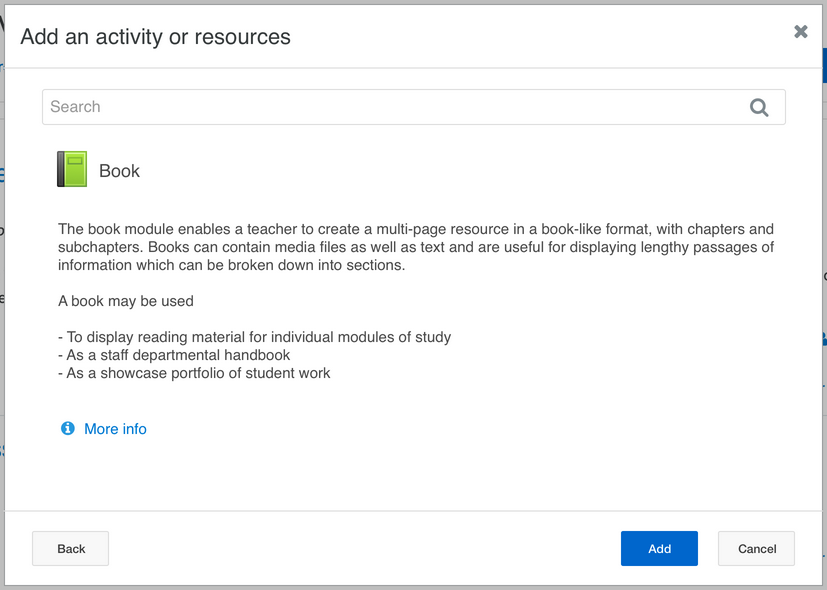 Add an activity or resources
Search
Book
The book module enables a teacher to create a multi-page resource in a book-like format, with chapters and
subchapters. Books can contain media files as well as text and are useful for displaying lengthy passages of
information which can be broken down into sections.
A book may be used
- To display reading material for individual modules of study
- As a staff departmental handbook
- As a showcase portfolio of student work
More info
Back
Add
Cancel